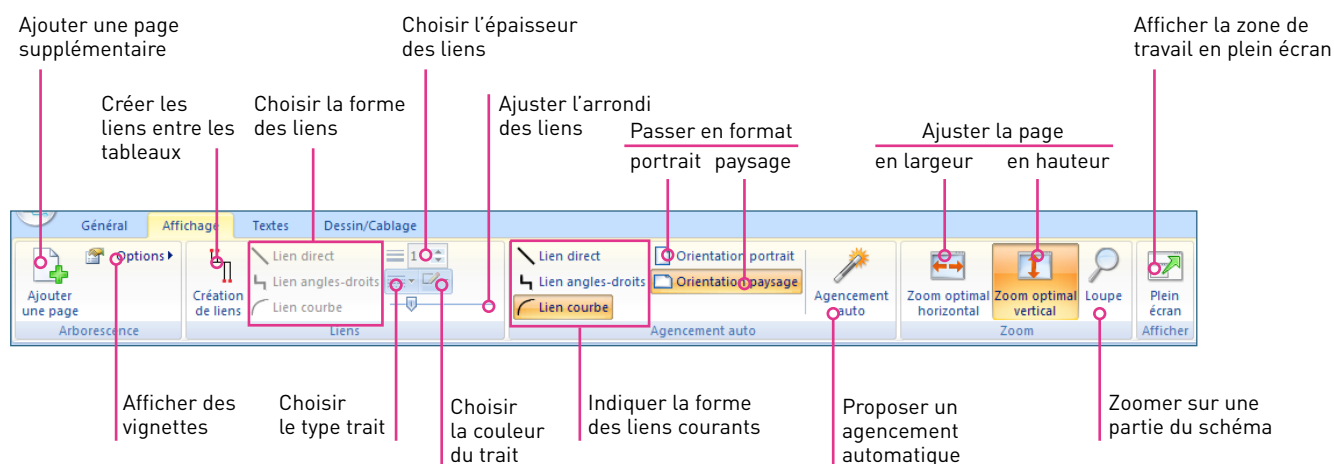 Ajouter une page
supplémentaire
Choisir l’épaisseur
des liens
Afficher la zone de
travail en plein écran
Créer les
liens entre les
tableaux
Choisir la forme
des liens
Ajuster l’arrondi
des liens
Passer en format
portrait paysage
Ajuster la page
en largeur en hauteur
Général Affichage Textes Dessin/Cablage
Ajouter
une page
Options
Arborescence
Création
de liens
Lien direct
Lien angles-droits
Lien courbe
1
Liens
Lien direct
Lien angles-droits
Lien courbe
Orientation portrait
Orientation paysage
Agencement
auto
Agencement auto
Zoom optimal
horizontal
Zoom optimal
vertical
Loupe
Zoom
Plein
écran
Afficher
Afficher des
vignettes
Choisir
le type trait
Choisir
la couleur
du trait
Indiquer la forme
des liens courants
Proposer un
agencement
automatique
Zoomer sur une
partie du schéma